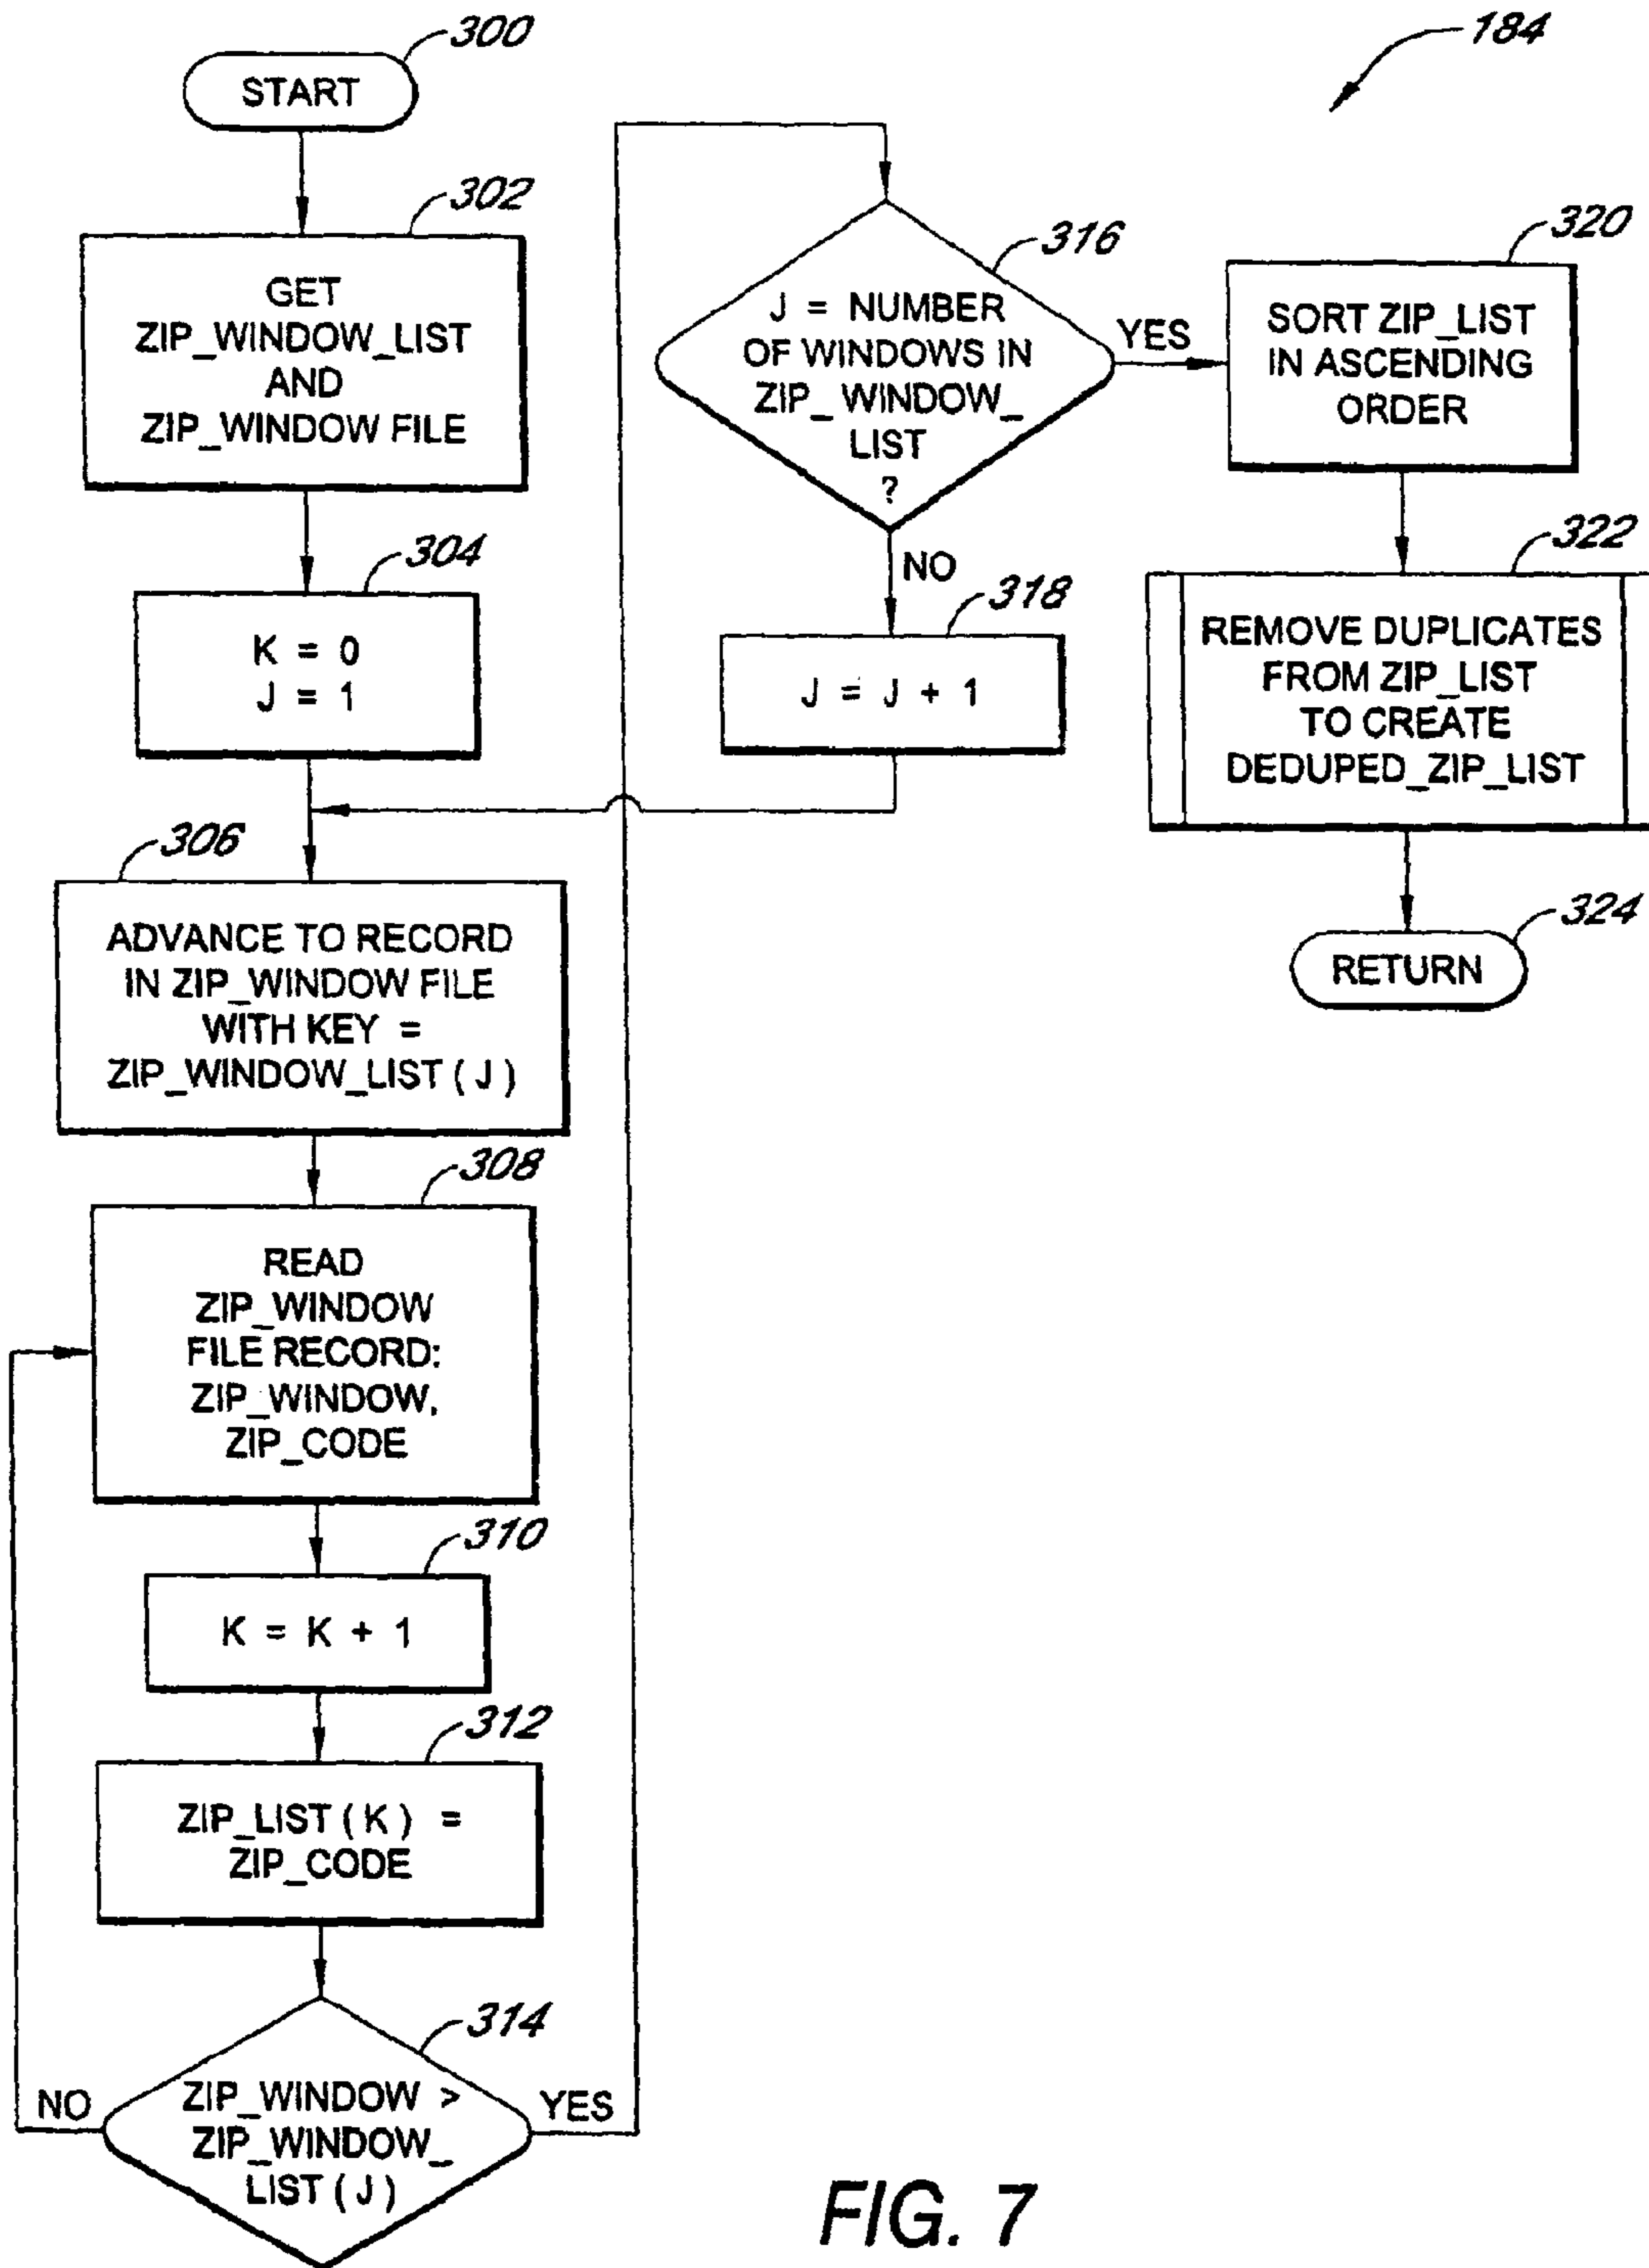 300
START
302
GET
ZIP_WINDOW_LIST
AND
ZIP_WINDOW FILE
304
K = 0
J = 1
306
ADVANCE TO RECORD
IN ZIP_WINDOW FILE
WITH KEY =
ZIP_WINDOW_LIST ( J )
308
READ
ZIP_WINDOW
FILE RECORD:
ZIP_WINDOW,
ZIP_CODE
310
K = K + 1
312
ZIP_LIST ( K ) =
ZIP_CODE
314
ZIP_WINDOW >
ZIP_WINDOW_
LIST ( J )
NO
YES
184
316
J = NUMBER
OF WINDOWS IN
ZIP_ WINDOW_
LIST
?
YES
NO
318
J = J + 1
320
SORT ZIP_LIST
IN ASCENDING
ORDER
322
REMOVE DUPLICATES
FROM ZIP_LIST
TO CREATE
DEDUPED_ZIP_LIST
324
RETURN
FIG. 7